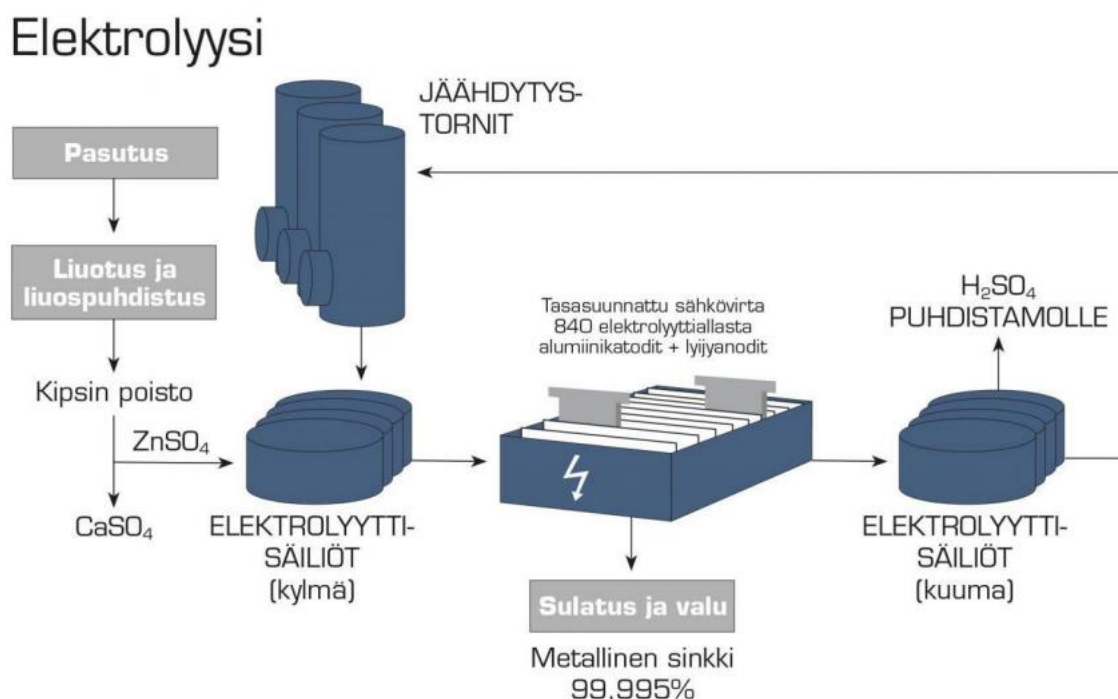 Elektrolyysi
JÄÄHDYTYS-
TORNIT
Pasutus
Liuotus ja
liuospuhdistus
Kipsin poisto
ZnSO₄
CaSO₄
ELEKTROLYYTTI-
SÄILIÖT
(kylmä)
Tasasuunnattu sähkövirta
840 elektrolyyttiallasta
alumiinikatodit + lyijyanodit
Sulatus ja valu
Metallinen sinkki
99,995%
H₂SO₄
PUHDISTAMOLLE
ELEKTROLYYTTI-
SÄILIÖT
(kuuma)